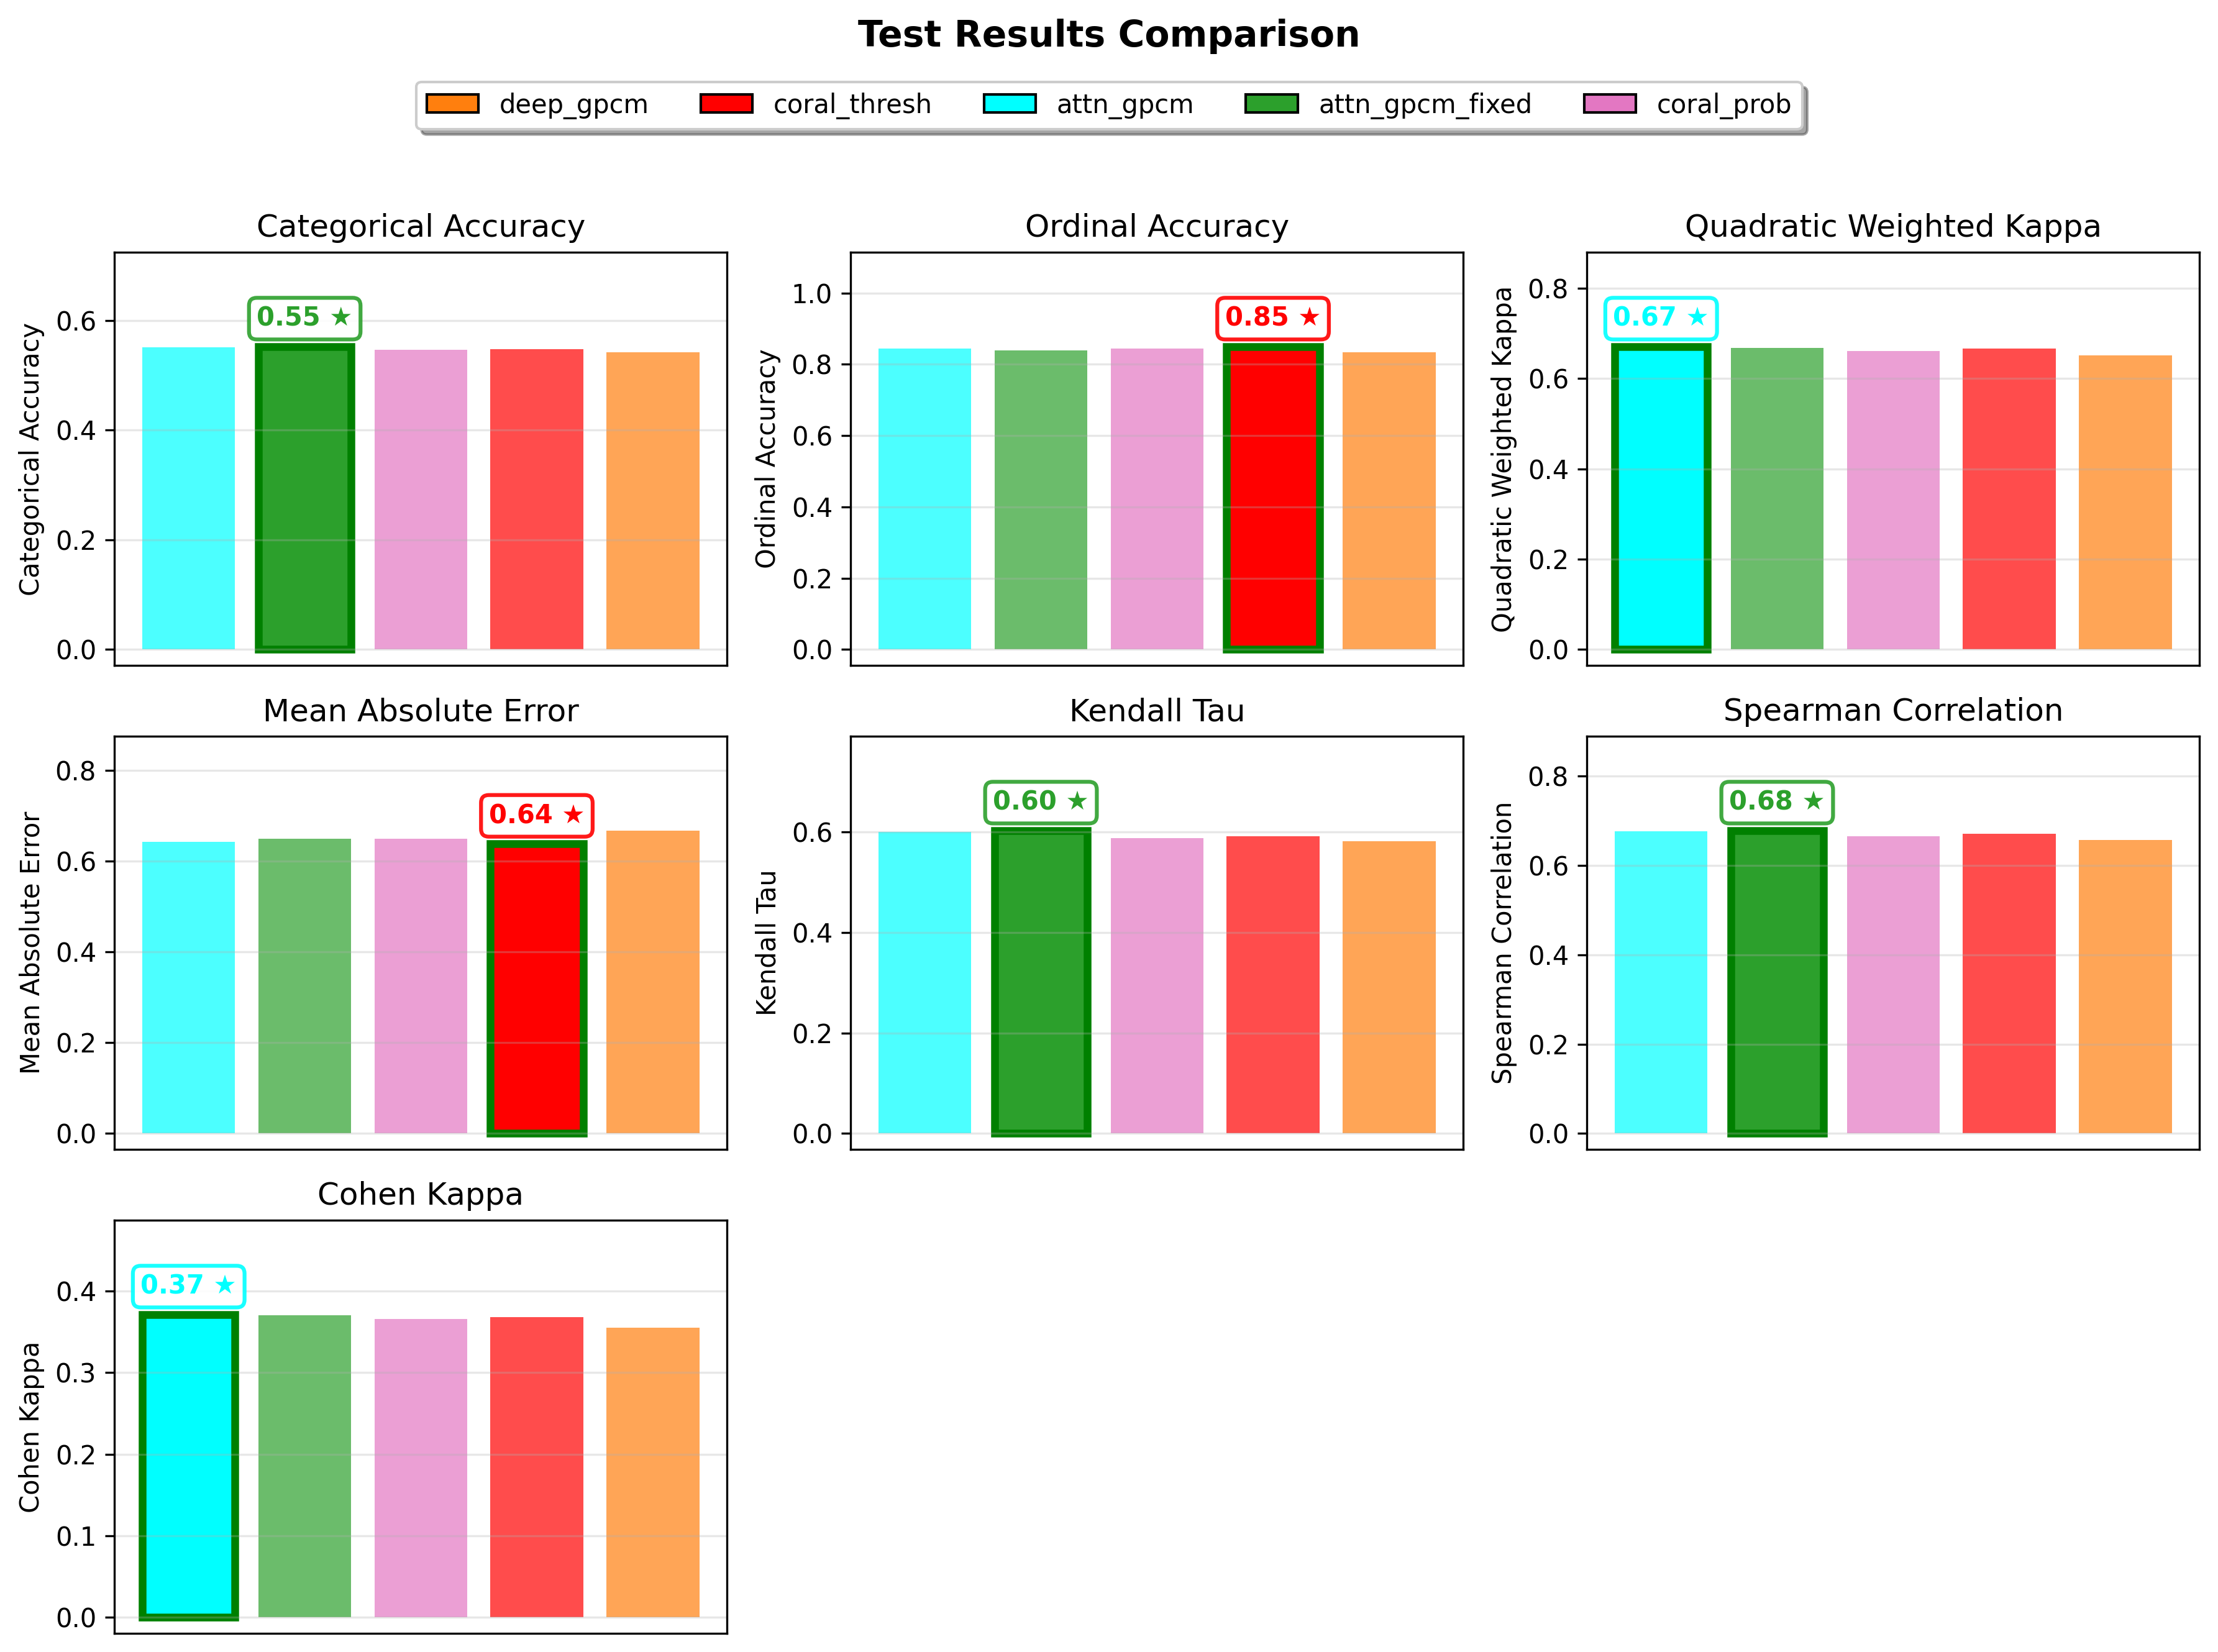 Test Results Comparison
deep_gpcm coral_thresh attn_gpcm attn_gpcm_fixed coral_prob
Categorical Accuracy
Categorical Accuracy
0.6
0.4
0.2
0.0
0.55 ★
Ordinal Accuracy
Ordinal Accuracy
1.0
0.8
0.6
0.4
0.2
0.0
0.85 ★
Quadratic Weighted Kappa
Quadratic Weighted Kappa
0.8
0.6
0.4
0.2
0.0
0.67 ★
Mean Absolute Error
Mean Absolute Error
0.8
0.6
0.4
0.2
0.0
0.64 ★
Kendall Tau
Kendall Tau
0.6
0.4
0.2
0.0
0.60 ★
Spearman Correlation
Spearman Correlation
0.8
0.6
0.4
0.2
0.0
0.68 ★
Cohen Kappa
Cohen Kappa
0.4
0.3
0.2
0.1
0.0
0.37 ★